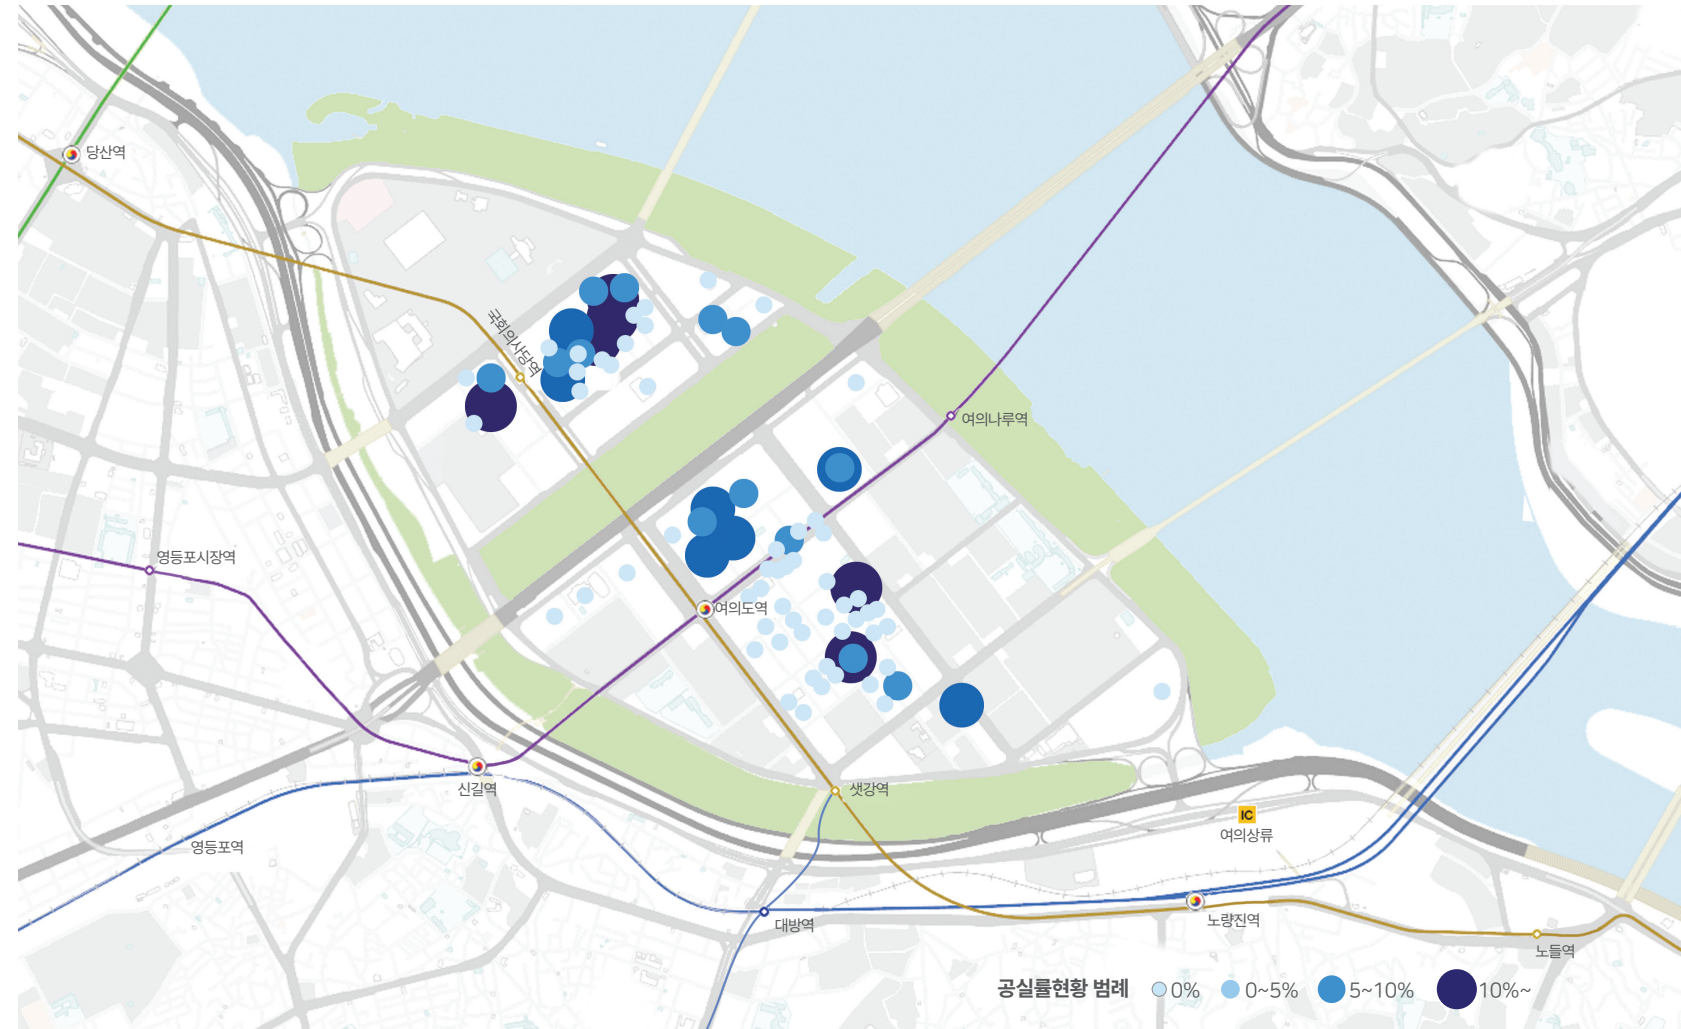 당산역
국회의사당역
여의나루역
영등포시장역
여의도역
신길역
샛강역
IC
여의상류
영등포역
대방역
노량진역
노들역
공실률현황 범례 0% 0~5% 5~10% 10%~